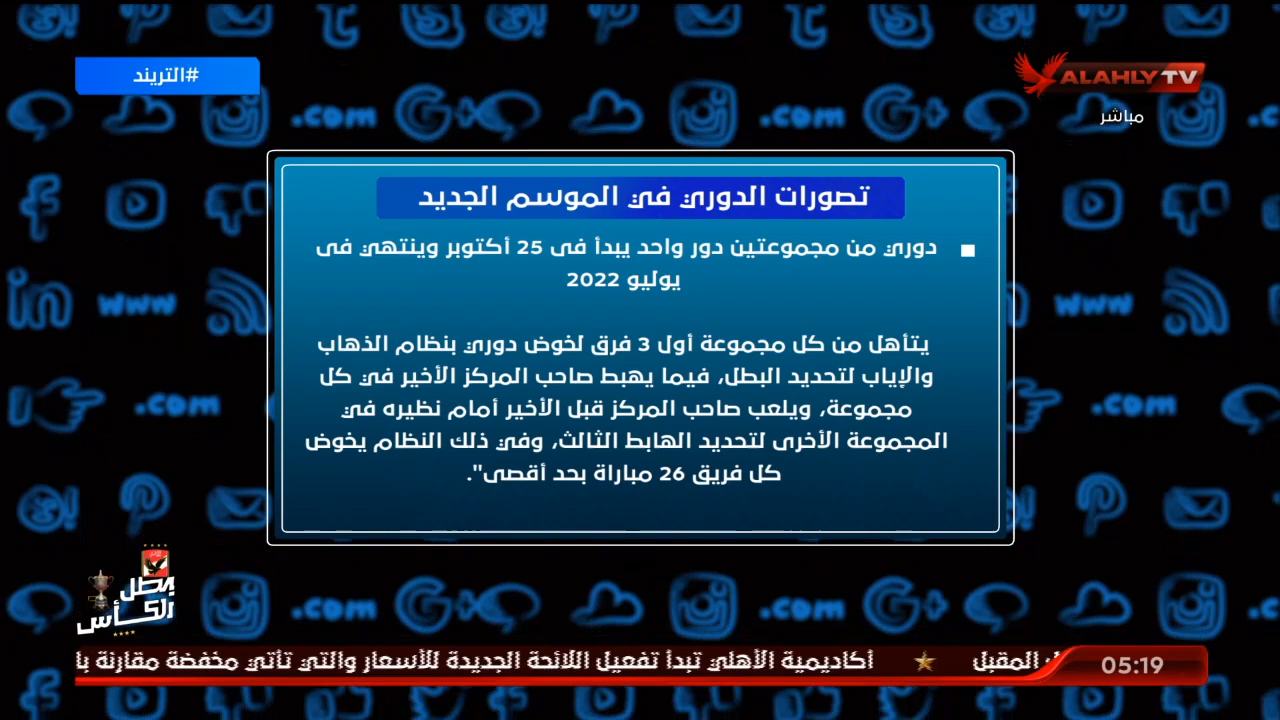 #التريند
ALAHLY TV
مباشر
تصورات الدوري في الموسم الجديد
دوري من مجموعتين دور واحد يبدأ فى 25 أكتوبر وينتهي فى
يوليو 2022
يتأهل من كل مجموعة أول 3 فرق لخوض دوري بنظام الذهاب
والإياب لتحديد البطل، فيما يهبط صاحب المركز الأخير في كل
مجموعة، ويلعب صاحب المركز قبل الأخير أمام نظيره في
المجموعة الأخرى لتحديد الهابط الثالث، وفي ذلك النظام يخوض
كل فريق 26 مباراة بحد أقصى".
بطل
الكأس
المقبل ★ أكاديمية الأهلي تبدأ تفعيل اللائحة الجديدة للأسعار والتي تأتي مخفضة مقارنة
05:19